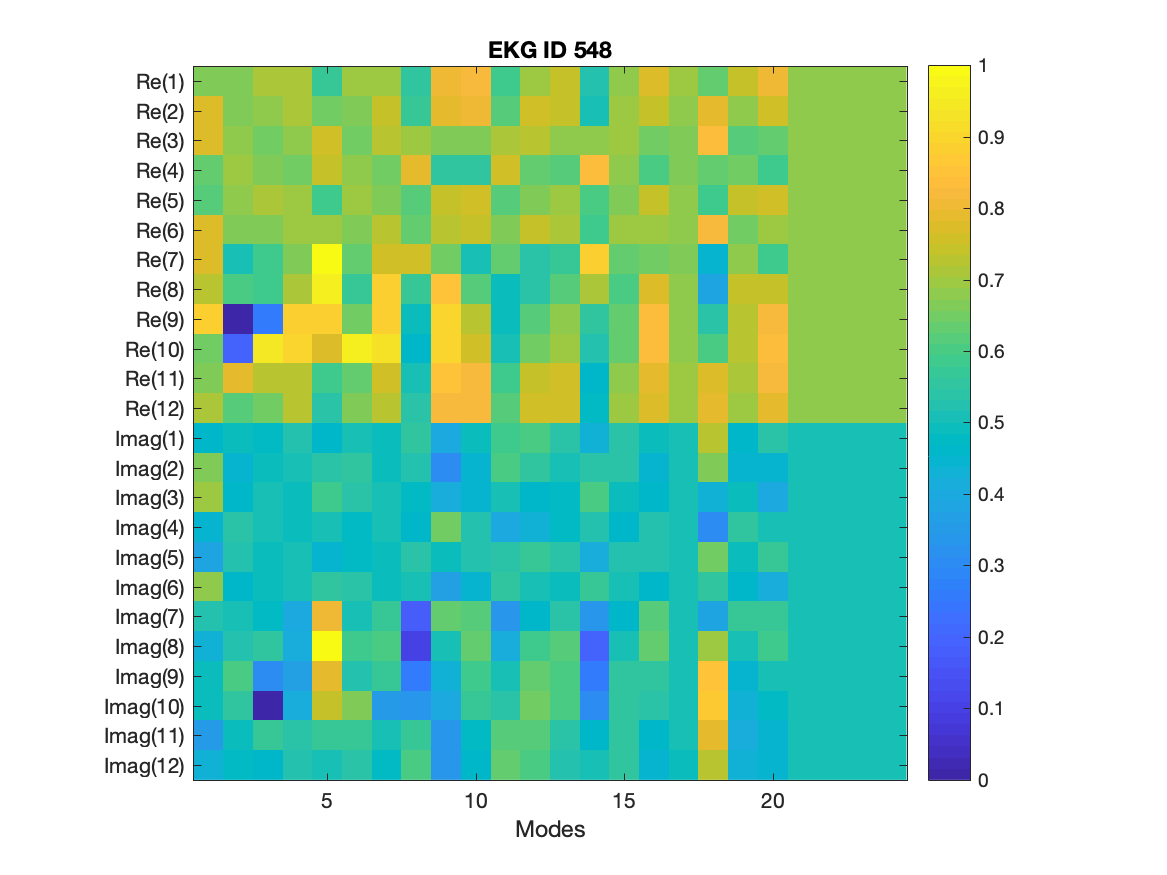 EKG ID 548
Re(1)
Re(2)
Re(3)
Re(4)
Re(5)
Re(6)
Re(7)
Re(8)
Re(9)
Re(10)
Re(11)
Re(12)
Imag(1)
Imag(2)
Imag(3)
Imag(4)
Imag(5)
Imag(6)
Imag(7)
Imag(8)
Imag(9)
Imag(10)
Imag(11)
Imag(12)
5 10 15 20
Modes
1
0.9
0.8
0.7
0.6
0.5
0.4
0.3
0.2
0.1
0